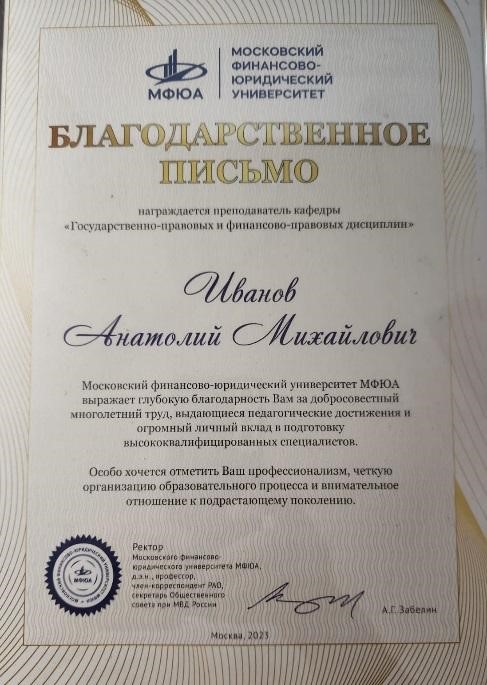 МФЮА
МОСКОВСКИЙ
ФИНАНСОВО-
ЮРИДИЧЕСКИЙ
УНИВЕРСИТЕТ
БЛАГОДАРСТВЕННОЕ
ПИСЬМО
награждается преподаватель кафедры
«Государственно-правовых и финансово-правовых дисциплин»
Иванов
Анатолий Михайлович
Московский финансово-юридический университет МФЮА
выражает глубокую благодарность Вам за добросовестный
многолетний труд, выдающиеся педагогические достижения и
огромный личный вклад в подготовку
высококвалифицированных специалистов.
Особо хочется отметить Ваш профессионализм, четкую
организацию образовательного процесса и внимательное
отношение к подрастающему поколению.
МФЮА
Ректор
Московского финансово-
юридического университета МФЮА,
д.э.н., профессор,
член-корреспондент РАО,
секретарь Общественного
совета при МВД России
А.Г. Забелин
Москва, 2023